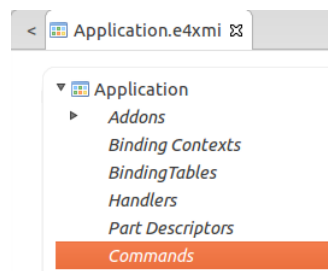 < Application.e4xmi
Application
Addons
Binding Contexts
BindingTables
Handlers
Part Descriptors
Commands